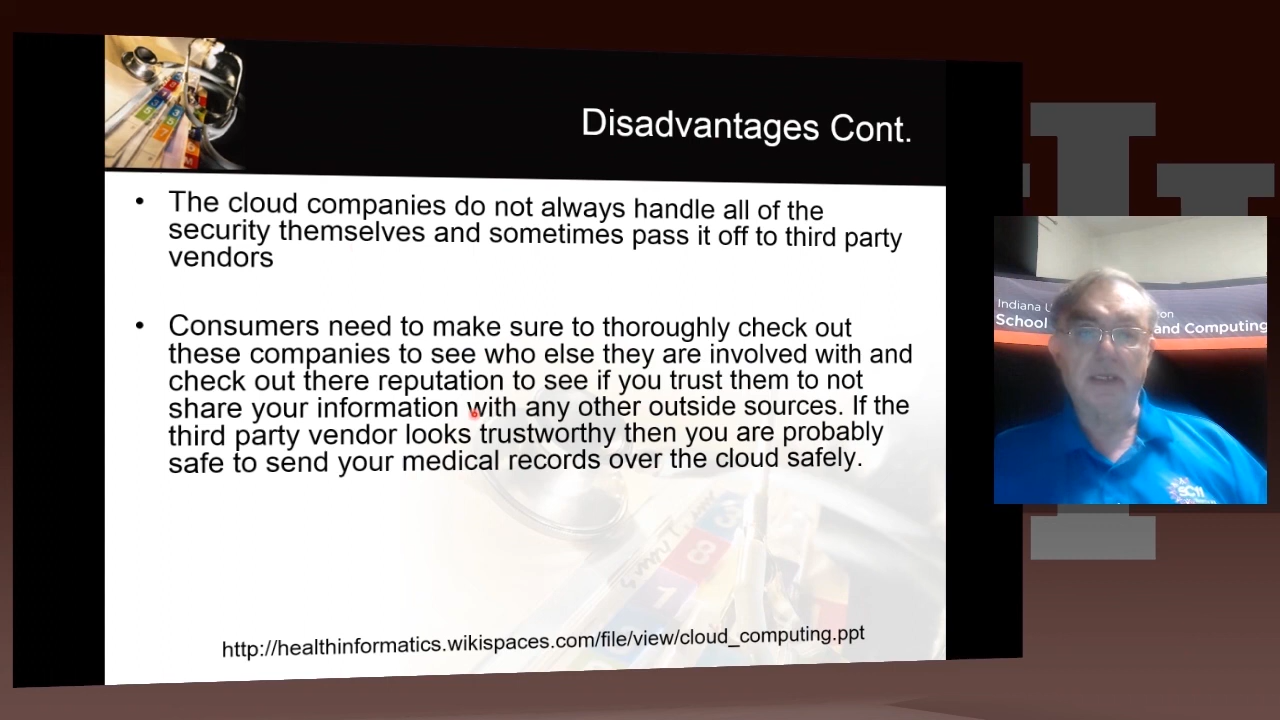 Disadvantages Cont.
• The cloud companies do not always handle all of the
security themselves and sometimes pass it off to third party
vendors
• Consumers need to make sure to thoroughly check out
these companies to see who else they are involved with and
check out there reputation to see if you trust them to not
share your information with any other outside sources. If the
third party vendor looks trustworthy then you are probably
safe to send your medical records over the cloud safely.
http://healthinformatics.wikispaces.com/file/view/cloud_computing.ppt
Indiana
School and Computing